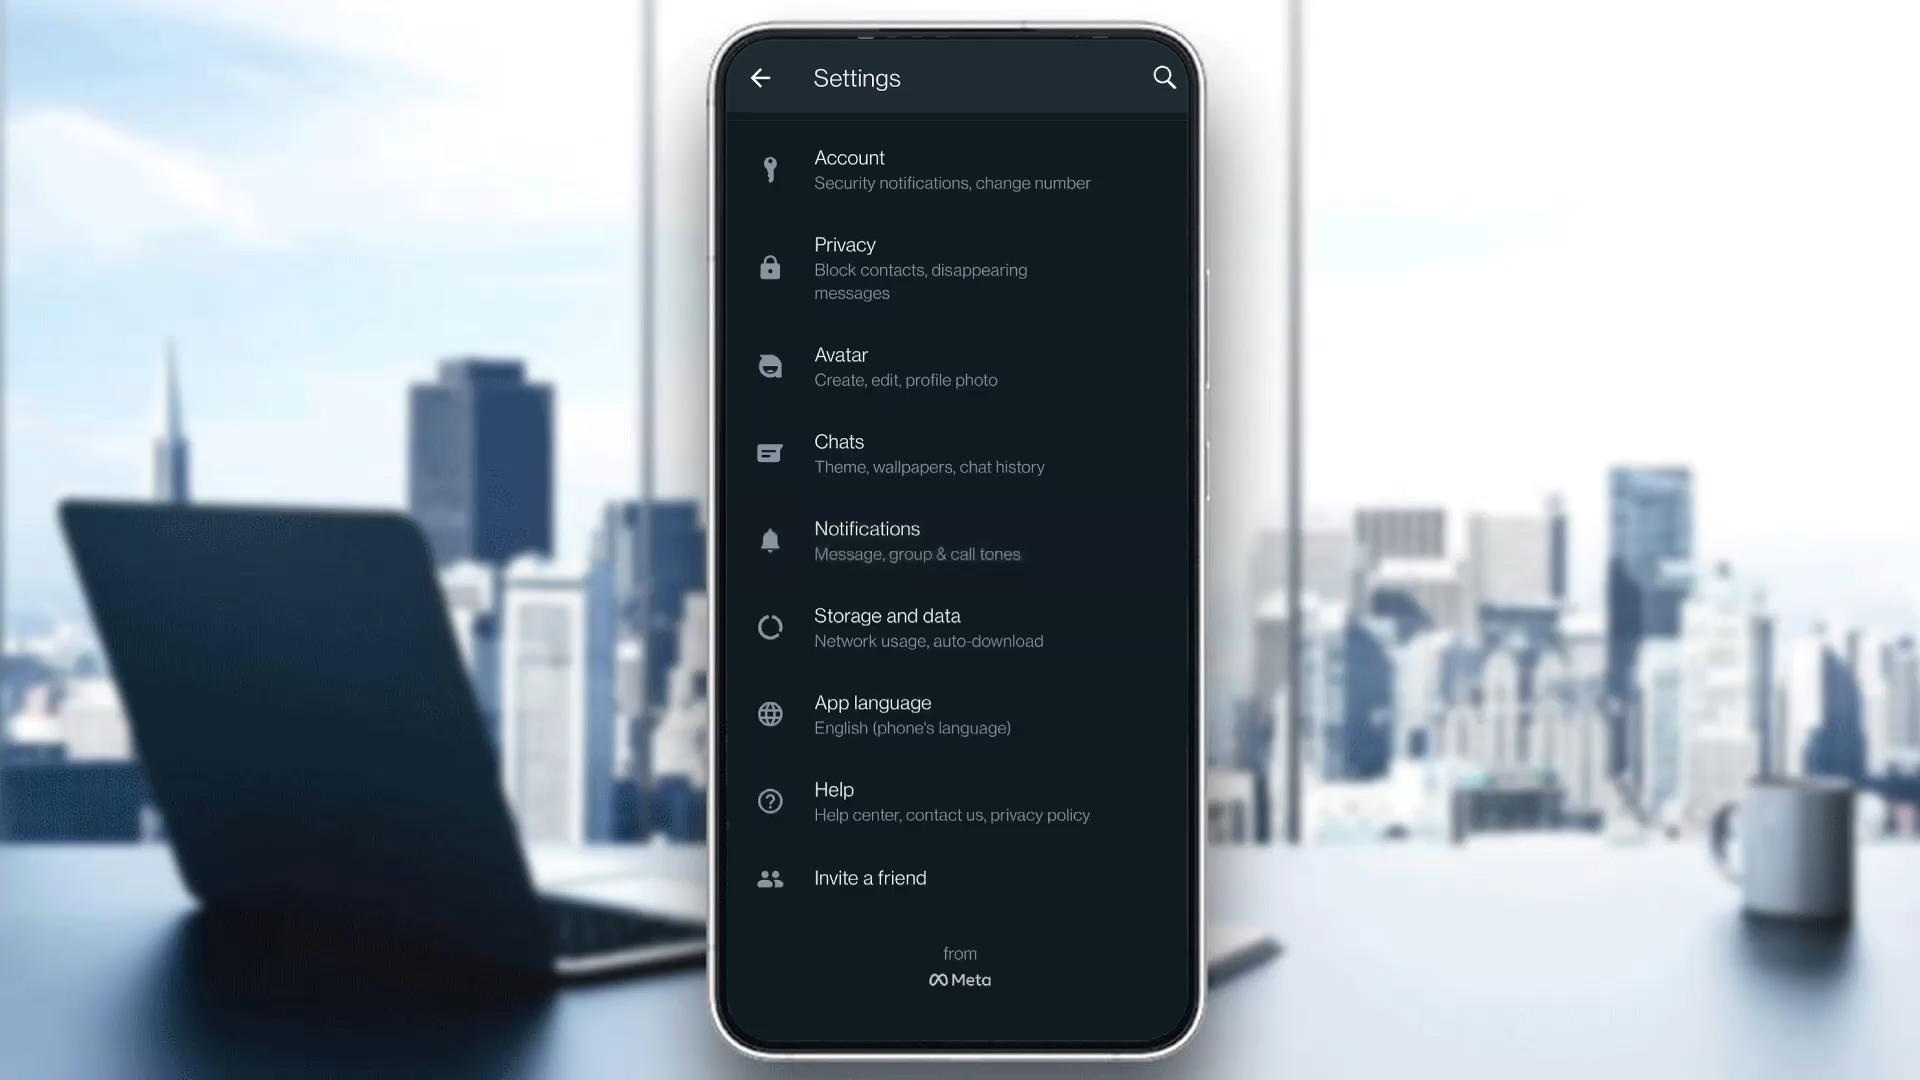 Settings
Account
Security notifications, change number
Privacy
Block contacts, disappearing
messages
Avatar
Create, edit, profile photo
Chats
Theme, wallpapers, chat history
Notifications
Message, group & call tones
Storage and data
Network usage, auto-download
App language
English (phone's language)
Help
Help center, contact us, privacy policy
Invite a friend
from
Meta